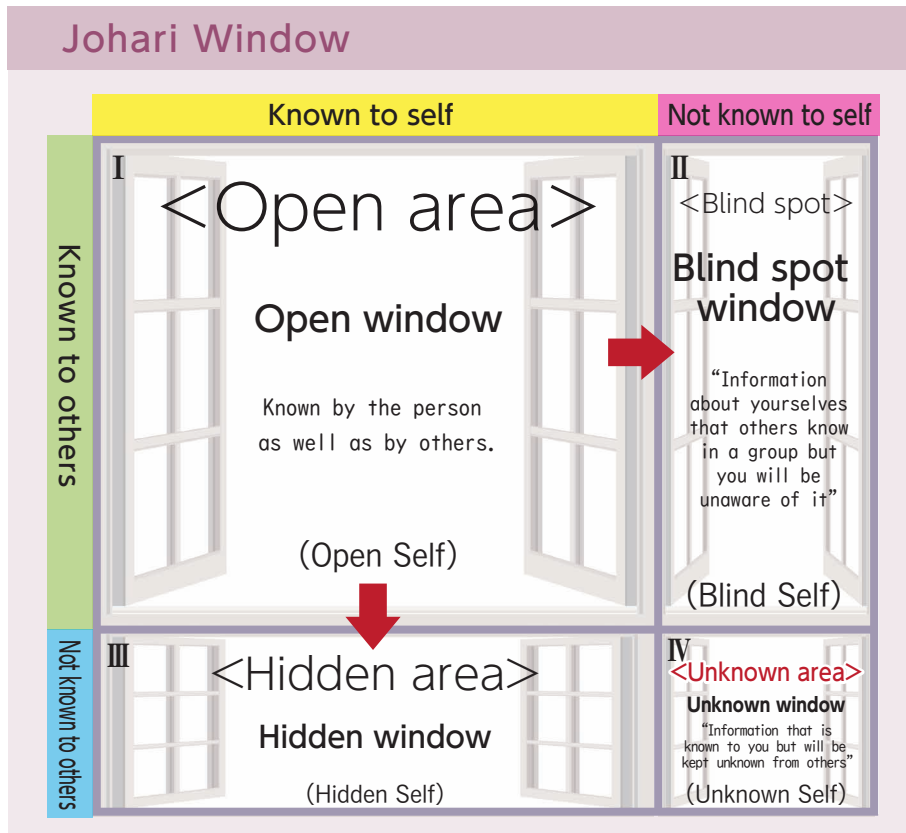 Johari Window
Known to self
Not known to self
Known to others
Ⅰ
<Open area>
Open window
Known by the person
as well as by others.
(Open Self)
Ⅱ
<Blind spot>
Blind spot
window
“Information
about yourselves
that others know
in a group but
you will be
unaware of it”
(Blind Self)
Not known to others
Ⅲ
<Hidden area>
Hidden window
(Hidden Self)
Ⅳ
<Unknown area>
Unknown window
“Information that is
known to you but will be
kept unknown from others”
(Unknown Self)